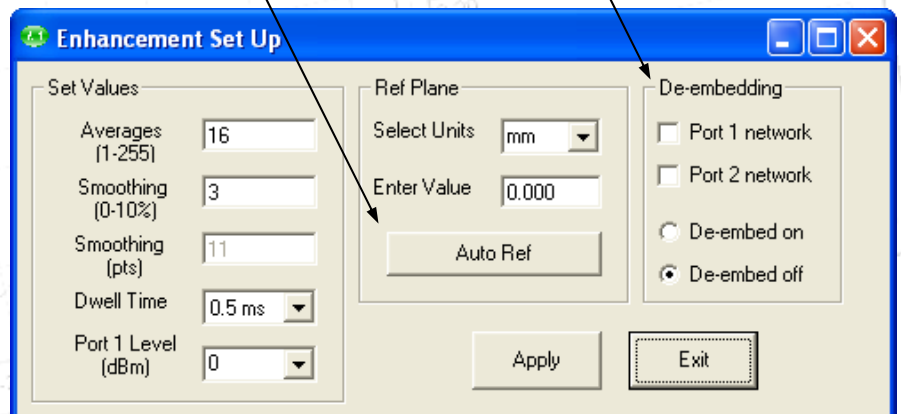 Enhancement Set Up
Set Values
Averages
(1-255)
16
Smoothing
(0-10%)
3
Smoothing
(pts)
11
Dwell Time
0.5 ms
Port 1 Level
(dBm)
0
Ref Plane
Select Units
mm
Enter Value
0.000
Auto Ref
De-embedding
Port 1 network
Port 2 network
De-embed on
De-embed off
Apply
Exit